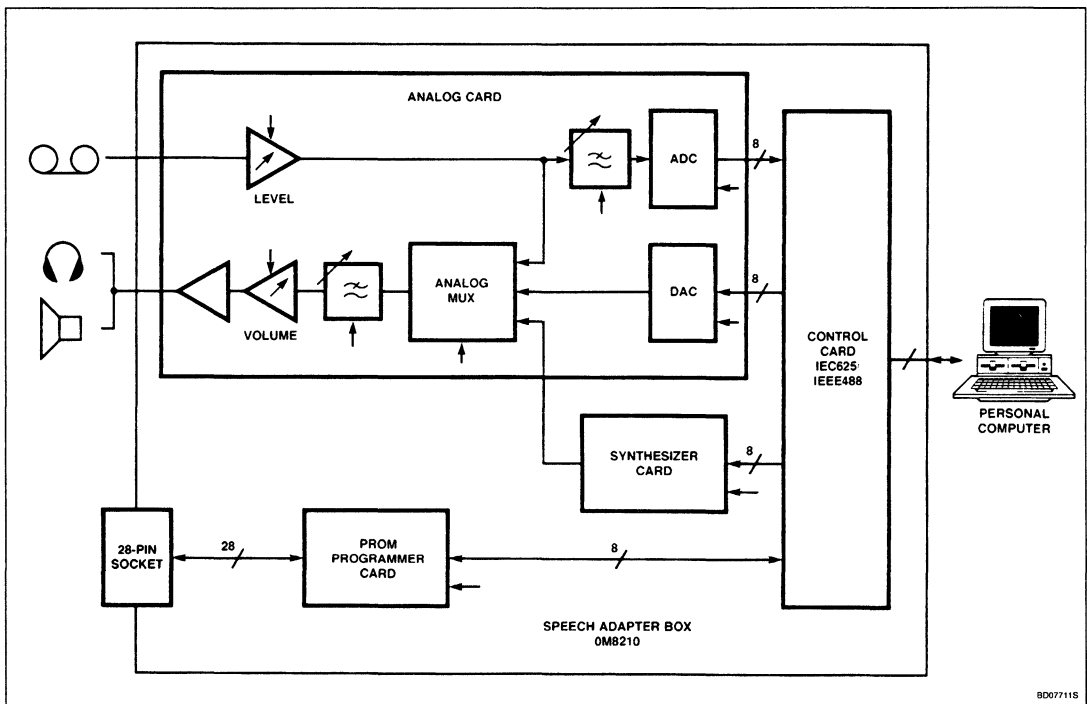 ANALOG CARD
LEVEL
ADC
8
ANALOG
MUX
DAC
8
VOLUME
CONTROL
CARD
IEC625/
IEEE488
PERSONAL
COMPUTER
SYNTHESIZER
CARD
8
28-PIN
SOCKET
28
PROM
PROGRAMMER
CARD
8
SPEECH ADAPTER BOX
0M8210
BD07711S